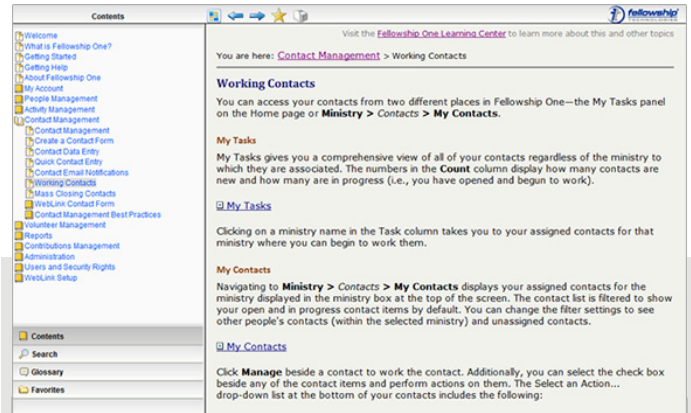 Contents
Welcome
What is Fellowship One?
Getting Started
Getting Help
About Fellowship One
My Account
People Management
Activity Management
Contact Management
Contact Management
Create a Contact Form
Contact Data Entry
Quick Contact Entry
Contact Email Notifications
Working Contacts
Mass Closing Contacts
WebLink Contact Form
Contact Management Best Practices
Volunteer Management
Reports
Contributions Management
Administration
Users and Security Rights
WebLink Setup
Contents
Search
Glossary
Favorites
fellowship
TECHNOLOGIES
Visit the Fellowship One Learning Center to learn more about this and other topics
You are here: Contact Management > Working Contacts
Working Contacts
You can access your contacts from two different places in Fellowship One—the My Tasks panel
on the Home page or Ministry > Contacts > My Contacts.
My Tasks
My Tasks gives you a comprehensive view of all of your contacts regardless of the ministry to
which they are associated. The numbers in the Count column display how many contacts are
new and how many are in progress (i.e., you have opened and begun to work).
My Tasks
Clicking on a ministry name in the Task column takes you to your assigned contacts for that
ministry where you can begin to work them.
My Contacts
Navigating to Ministry > Contacts > My Contacts displays your assigned contacts for the
ministry displayed in the ministry box at the top of the screen. The contact list is filtered to show
your open and in progress contact items by default. You can change the filter settings to see
other people's contacts (within the selected ministry) and unassigned contacts.
My Contacts
Click Manage beside a contact to work the contact. Additionally, you can select the check box
beside any of the contact items and perform actions on them. The Select an Action...
drop-down list at the bottom of your contacts includes the following: